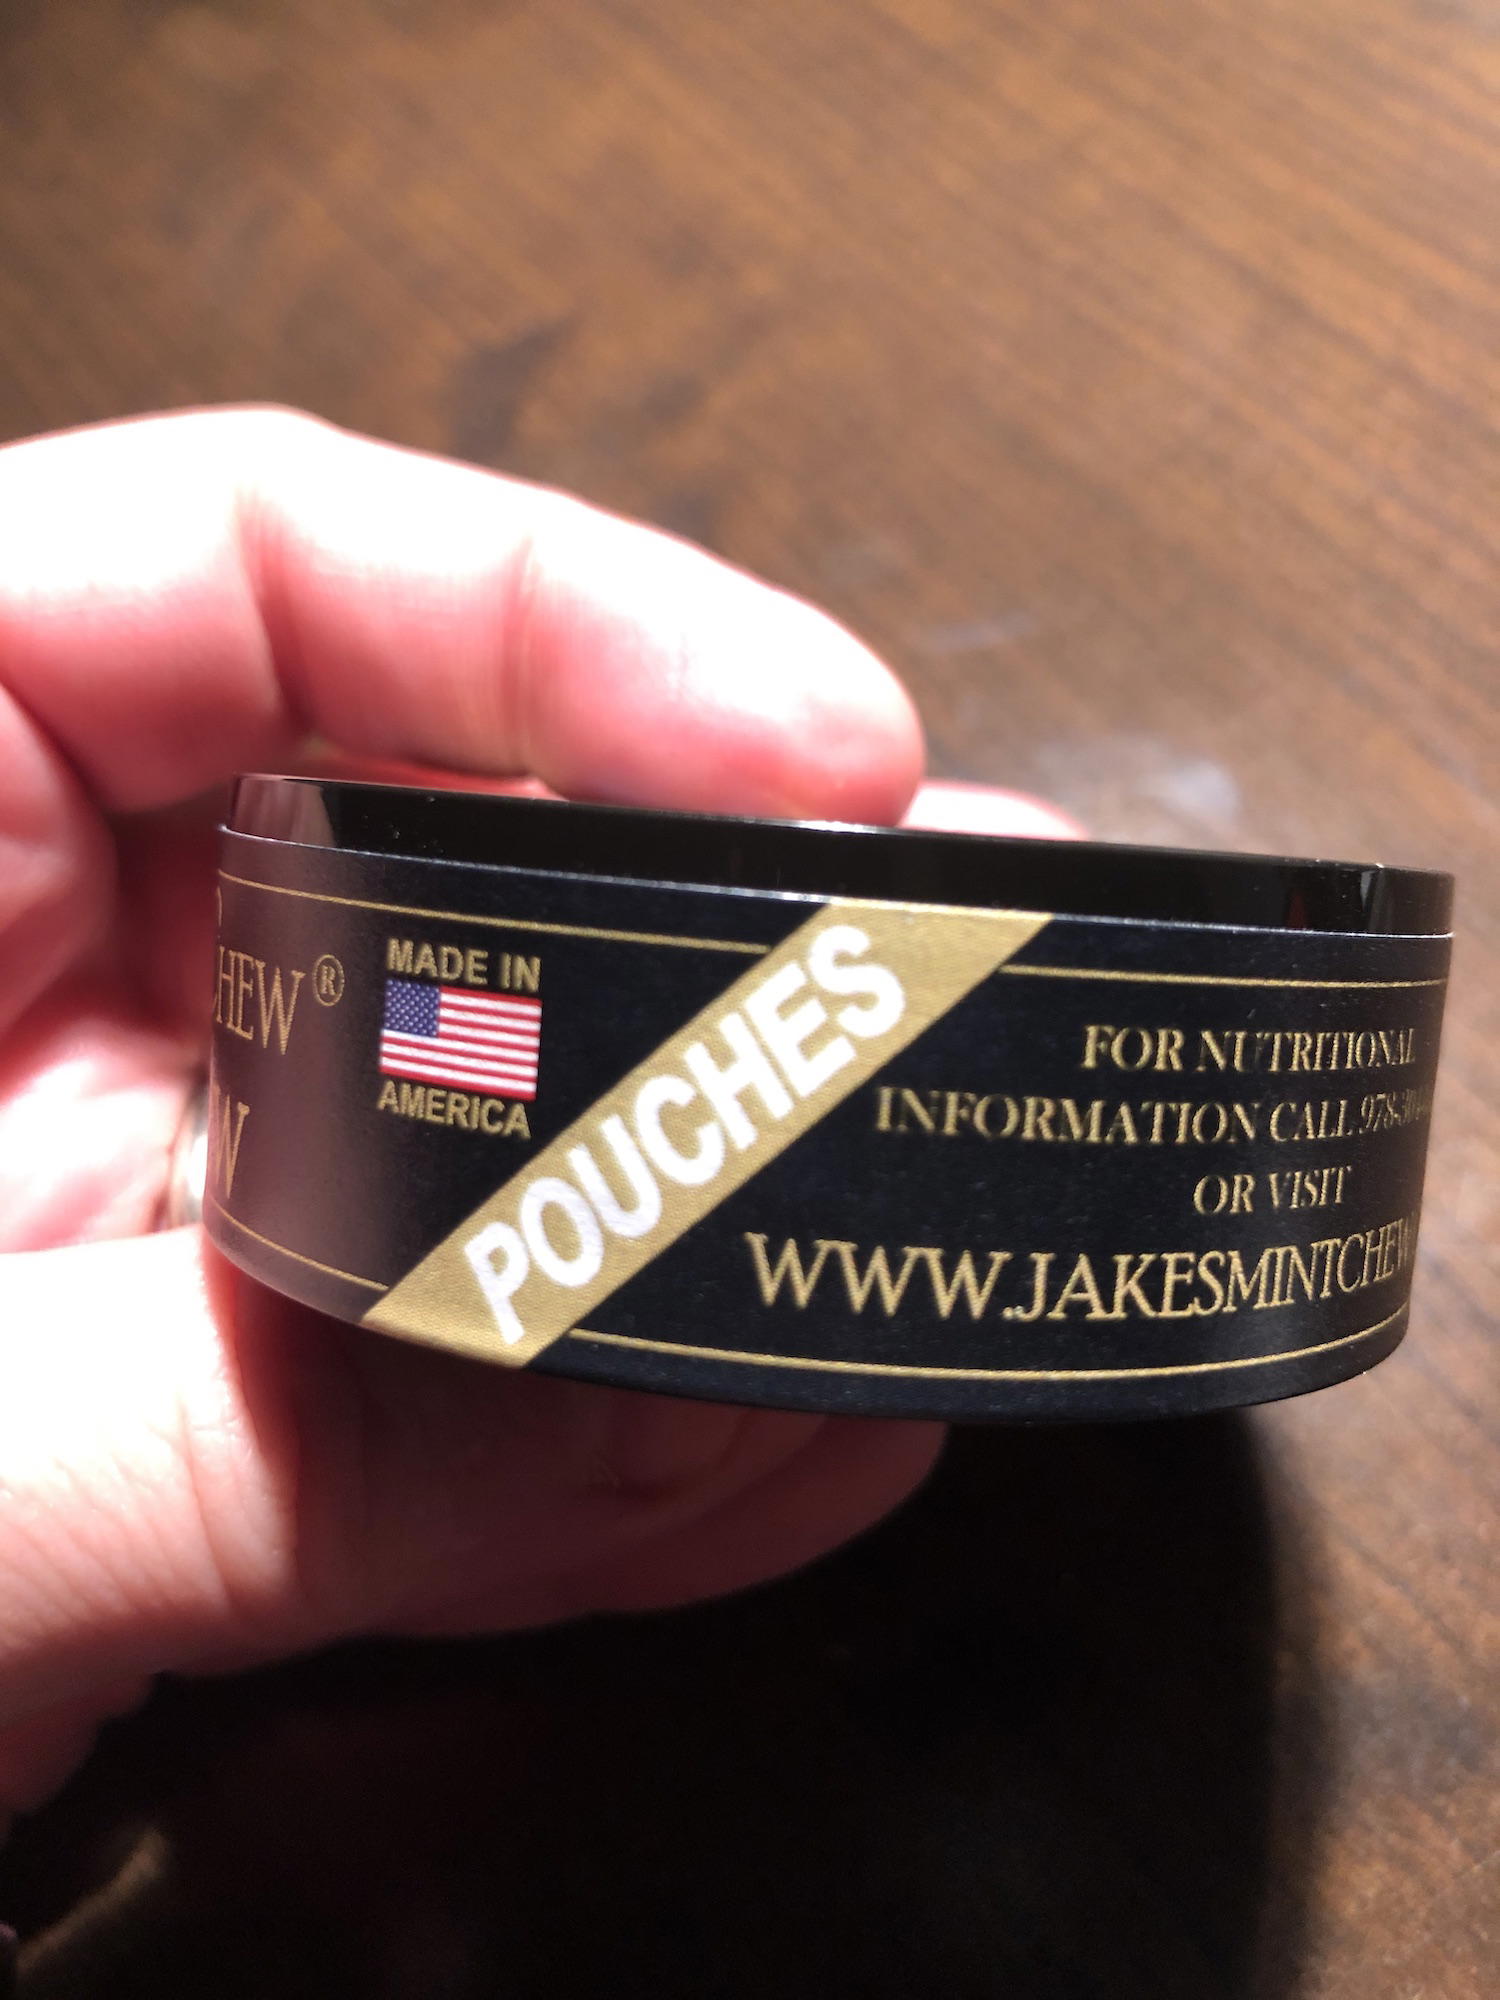 CHEW®
MADE IN
AMERICA
POUCHES
FOR NUTRITIONAL
INFORMATION CALL
OR VISIT
WWW.JAKESMINTCHEW